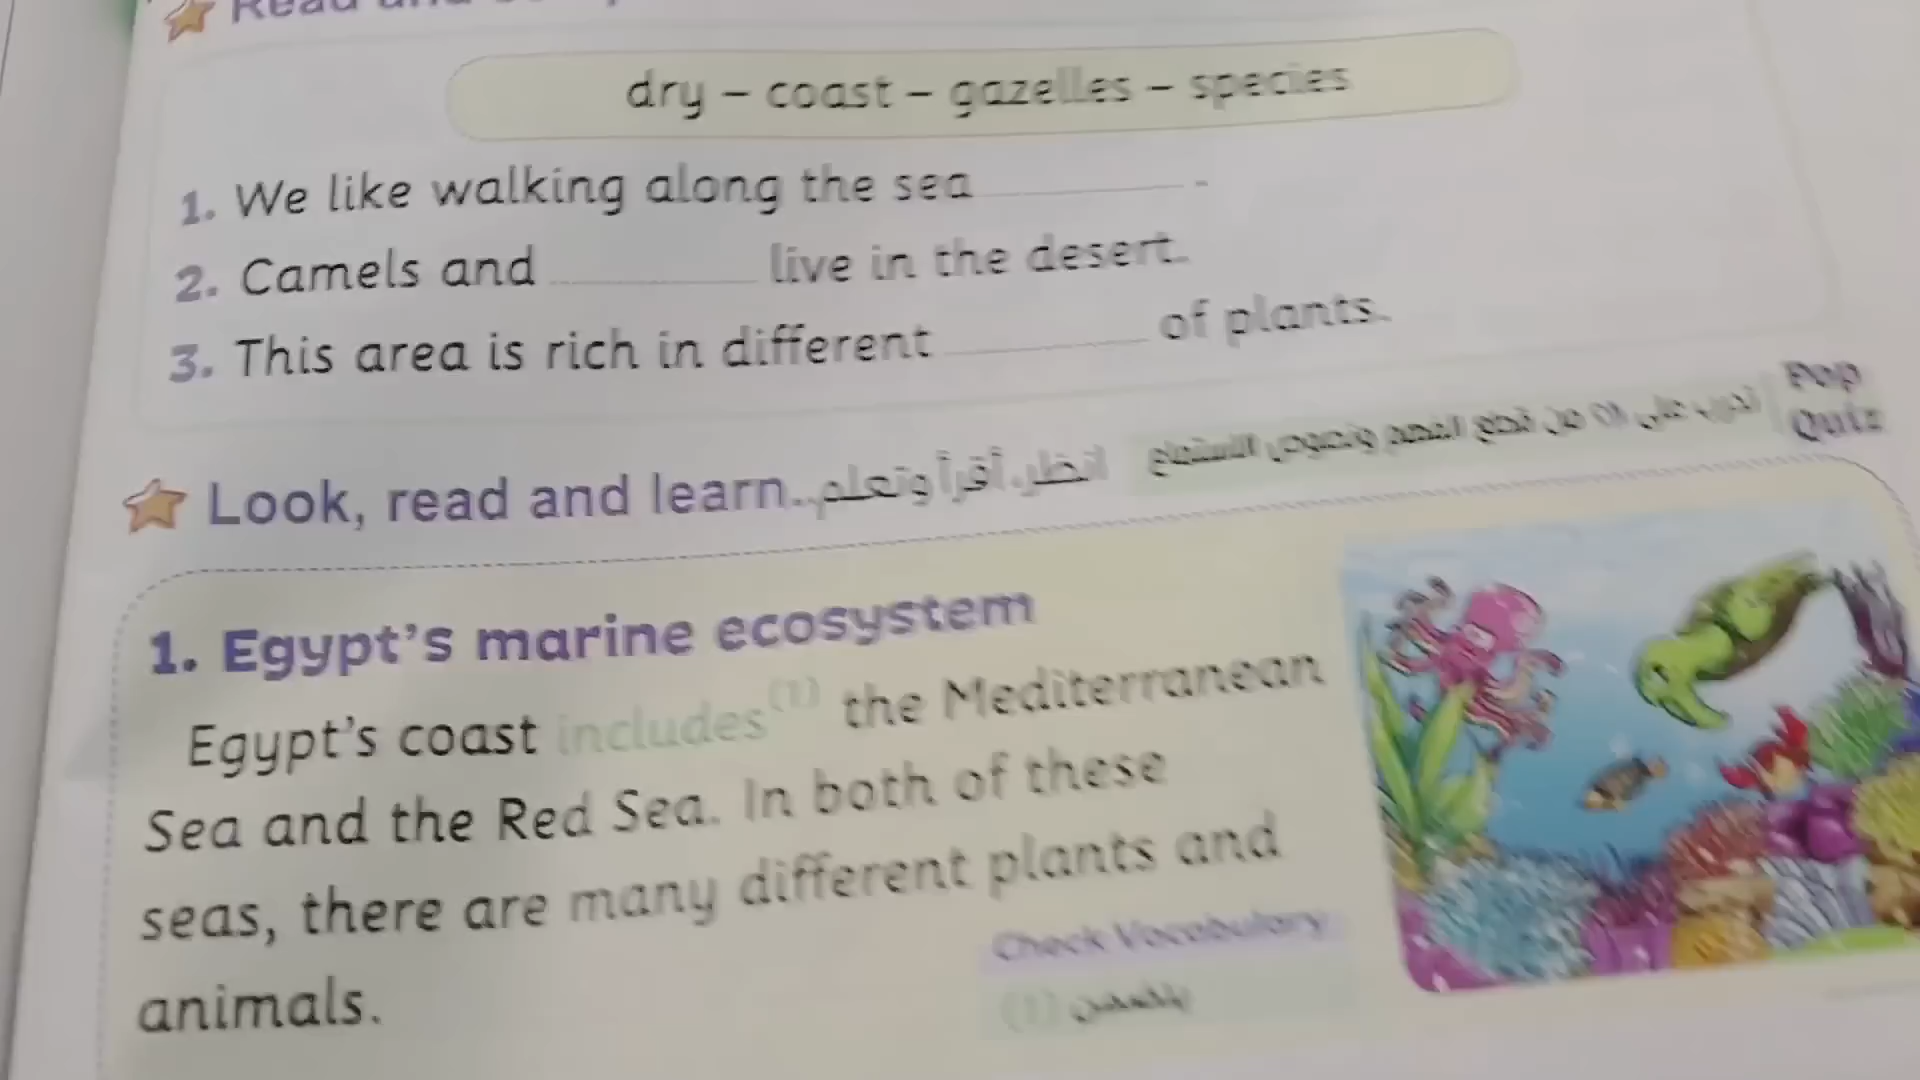 Read and
dry – coast – gazelles – species
1. We like walking along the sea .
2. Camels and live in the desert.
3. This area is rich in different of plants.
Pop
Quiz
Look, read and learn. انظر، أقرأ وتعلم.
1. Egypt's marine ecosystem
Egypt's coast includes(1) the Mediterranean
Sea and the Red Sea. In both of these
seas, there are many different plants and
animals.
Check Vocabulary
(1) يتضمن